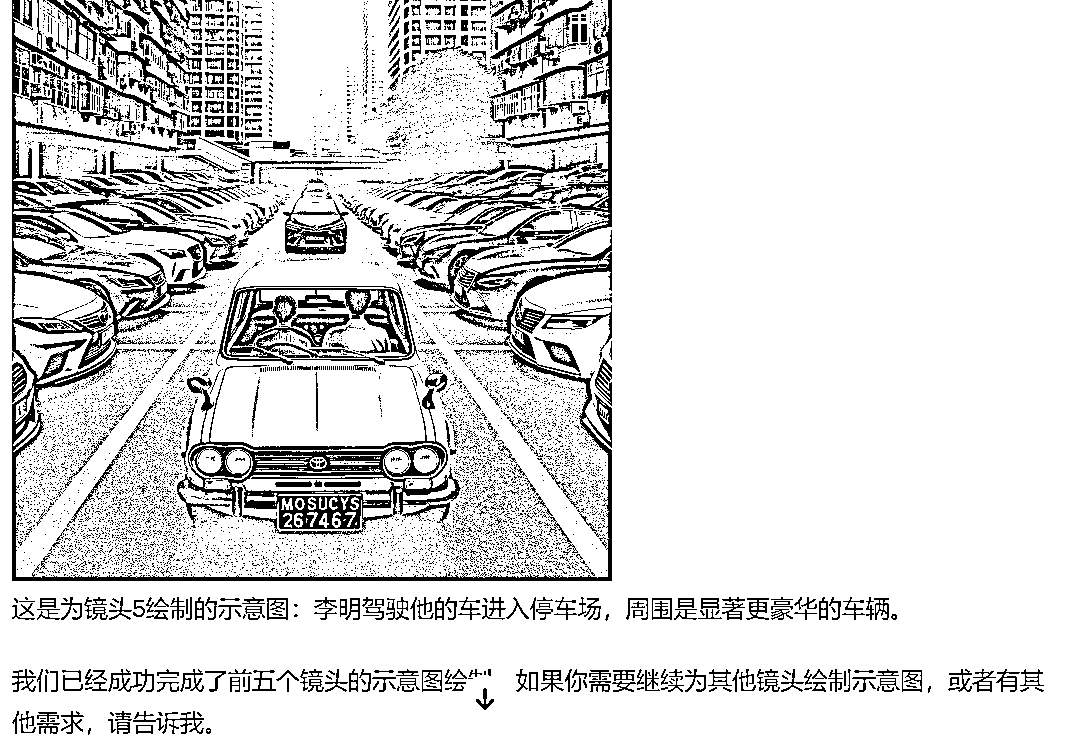 MOSUCYS
267467
这是为镜头5绘制的示意图：李明驾驶他的车进入停车场，周围是显著更豪华的车辆。
我们已经成功完成了前五个镜头的示意图绘 如果你需要继续为其他镜头绘制示意图，或者有其
他需求，请告诉我。